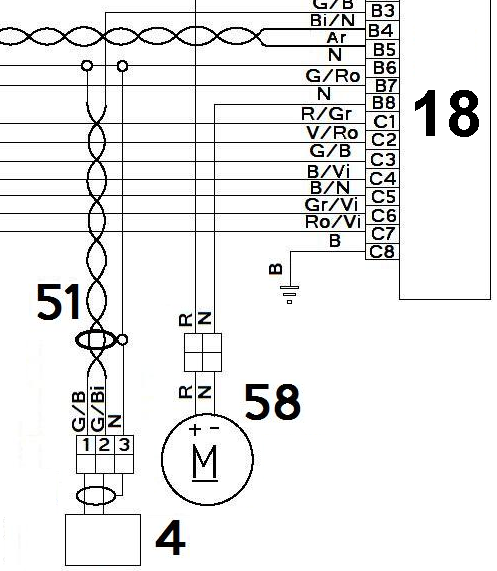 G/B B3
Bi/N B4
Ar B5
N B6
G/Ro B7
N B8
R/Gr C1
V/Ro C2
G/B C3
B/Vi C4
B/N C5
Gr/Vi C6
Ro/Vi C7
B C8
18
B
51
R N
R N
58
+ -
M
G/B G/Bi N
1 2 3
4